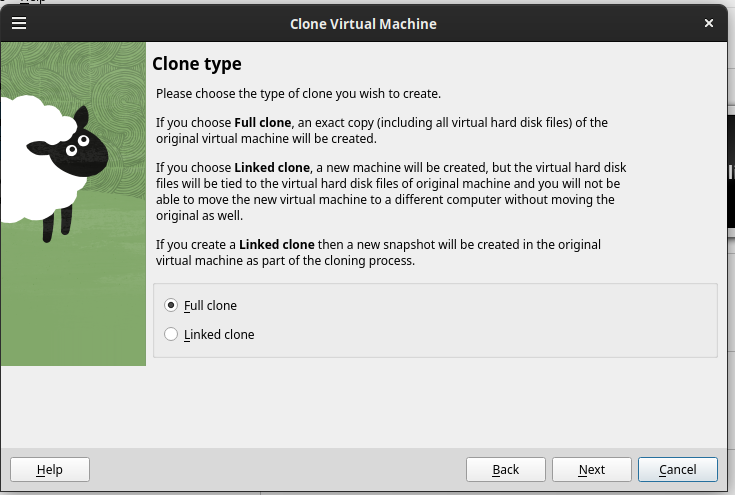 Clone Virtual Machine
Clone type
Please choose the type of clone you wish to create.
If you choose Full clone, an exact copy (including all virtual hard disk files) of the
original virtual machine will be created.
If you choose Linked clone, a new machine will be created, but the virtual hard disk
files will be tied to the virtual hard disk files of original machine and you will not be
able to move the new virtual machine to a different computer without moving the
original as well.
If you create a Linked clone then a new snapshot will be created in the original
virtual machine as part of the cloning process.
Full clone
Linked clone
Help
Back
Next
Cancel